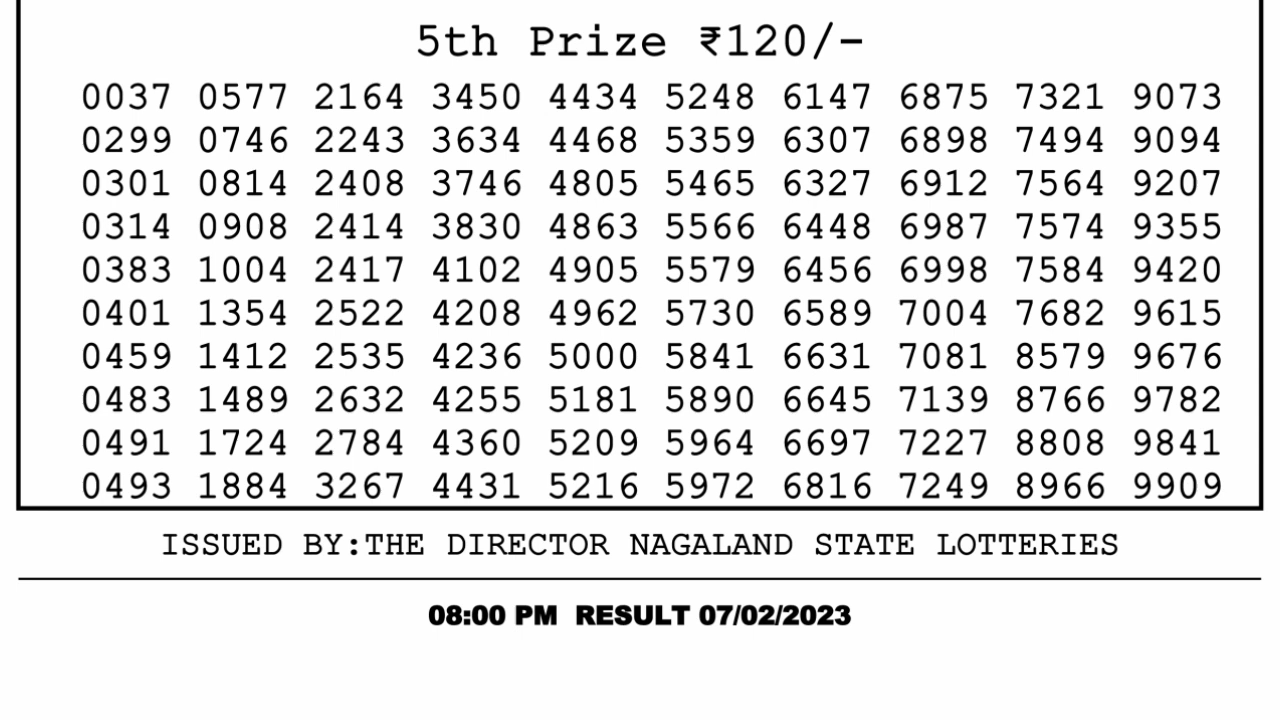 5th Prize ₹120/-
0037 0577 2164 3450 4434 5248 6147 6875 7321 9073
0299 0746 2243 3634 4468 5359 6307 6898 7494 9094
0301 0814 2408 3746 4805 5465 6327 6912 7564 9207
0314 0908 2414 3830 4863 5566 6448 6987 7574 9355
0383 1004 2417 4102 4905 5579 6456 6998 7584 9420
0401 1354 2522 4208 4962 5730 6589 7004 7682 9615
0459 1412 2535 4236 5000 5841 6631 7081 8579 9676
0483 1489 2632 4255 5181 5890 6645 7139 8766 9782
0491 1724 2784 4360 5209 5964 6697 7227 8808 9841
0493 1884 3267 4431 5216 5972 6816 7249 8966 9909
ISSUED BY:THE DIRECTOR NAGALAND STATE LOTTERIES
08:00 PM RESULT 07/02/2023